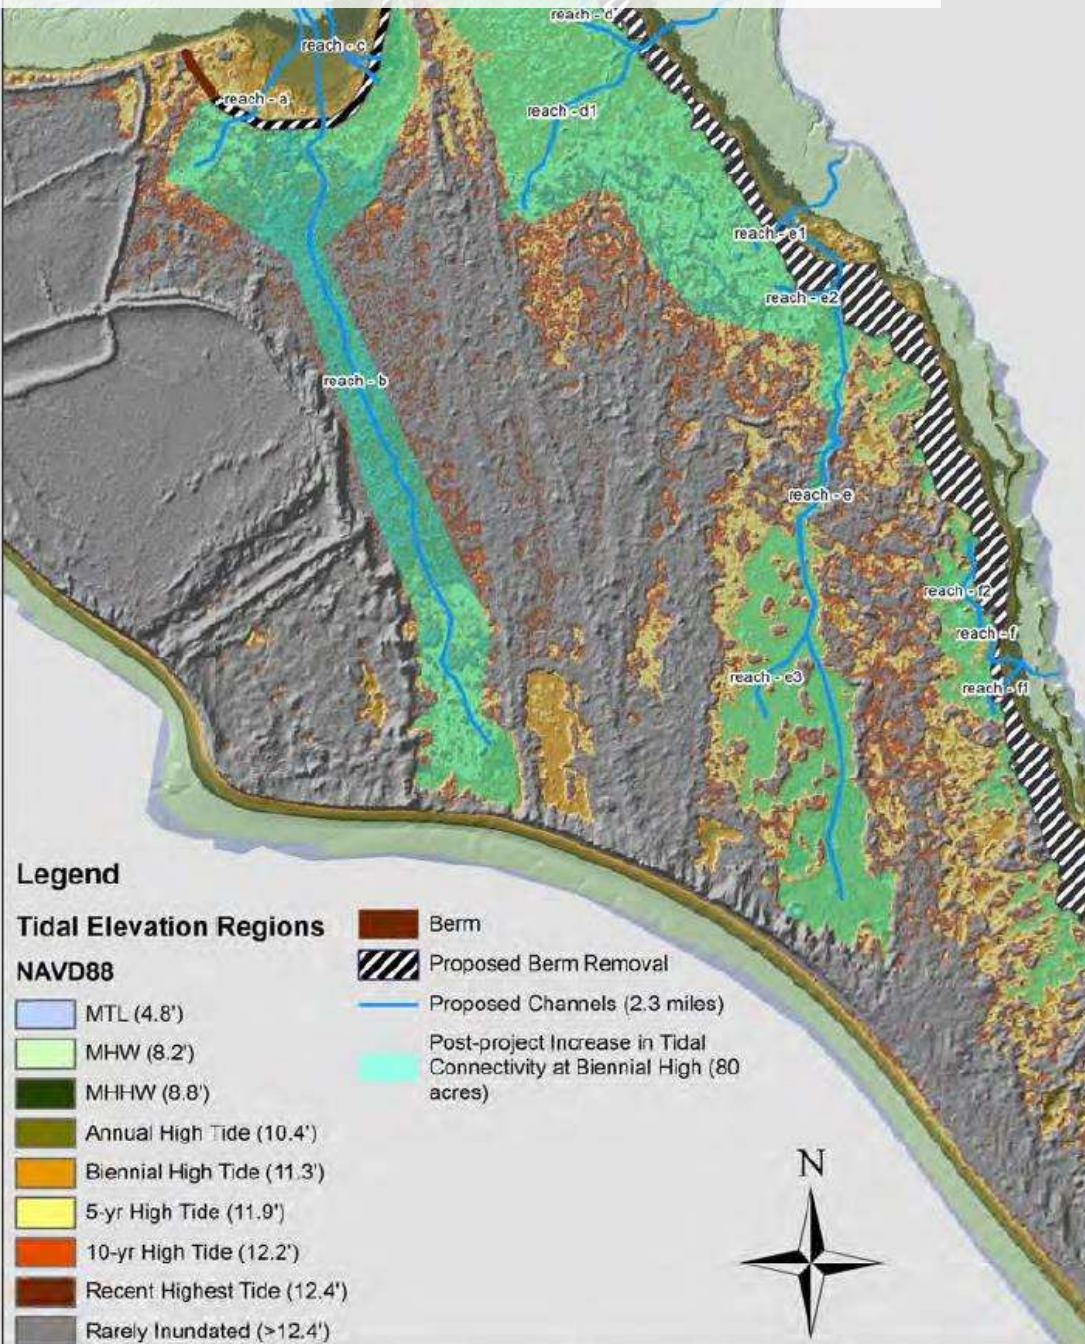 reach - d
reach - c
reach - a
reach - d1
reach - e1
reach - e2
reach - b
reach - e
reach - f2
reach - f
reach - e3
reach - f1
Legend
Tidal Elevation Regions
NAVD88
MTL (4.8')
MHW (8.2')
MHHW (8.8')
Annual High Tide (10.4')
Biennial High Tide (11.3')
5-yr High Tide (11.9')
10-yr High Tide (12.2')
Recent Highest Tide (12.4')
Rarely Inundated (>12.4')
Berm
Proposed Berm Removal
Proposed Channels (2.3 miles)
Post-project Increase in Tidal
Connectivity at Biennial High (80
acres)
N